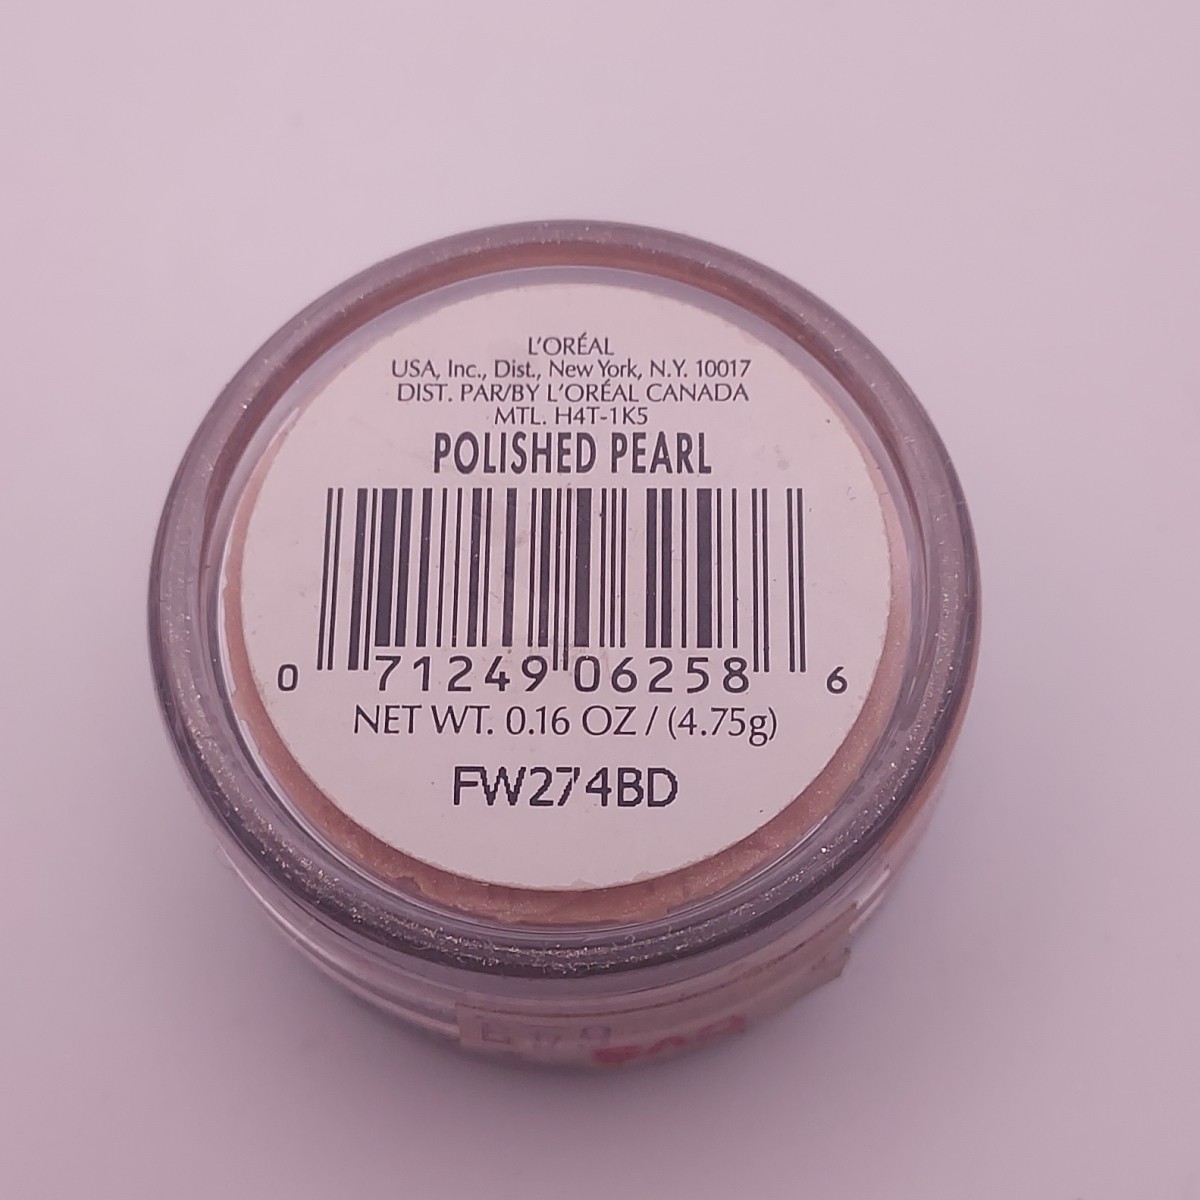 L'ORÉAL
USA, Inc., Dist., New York, N.Y. 10017
DIST. PAR/BY L'ORÉAL CANADA
MTL. H4T-1K5
POLISHED PEARL
0 71249 06258 6
NET WT. 0.16 OZ / (4.75g)
FW274BD